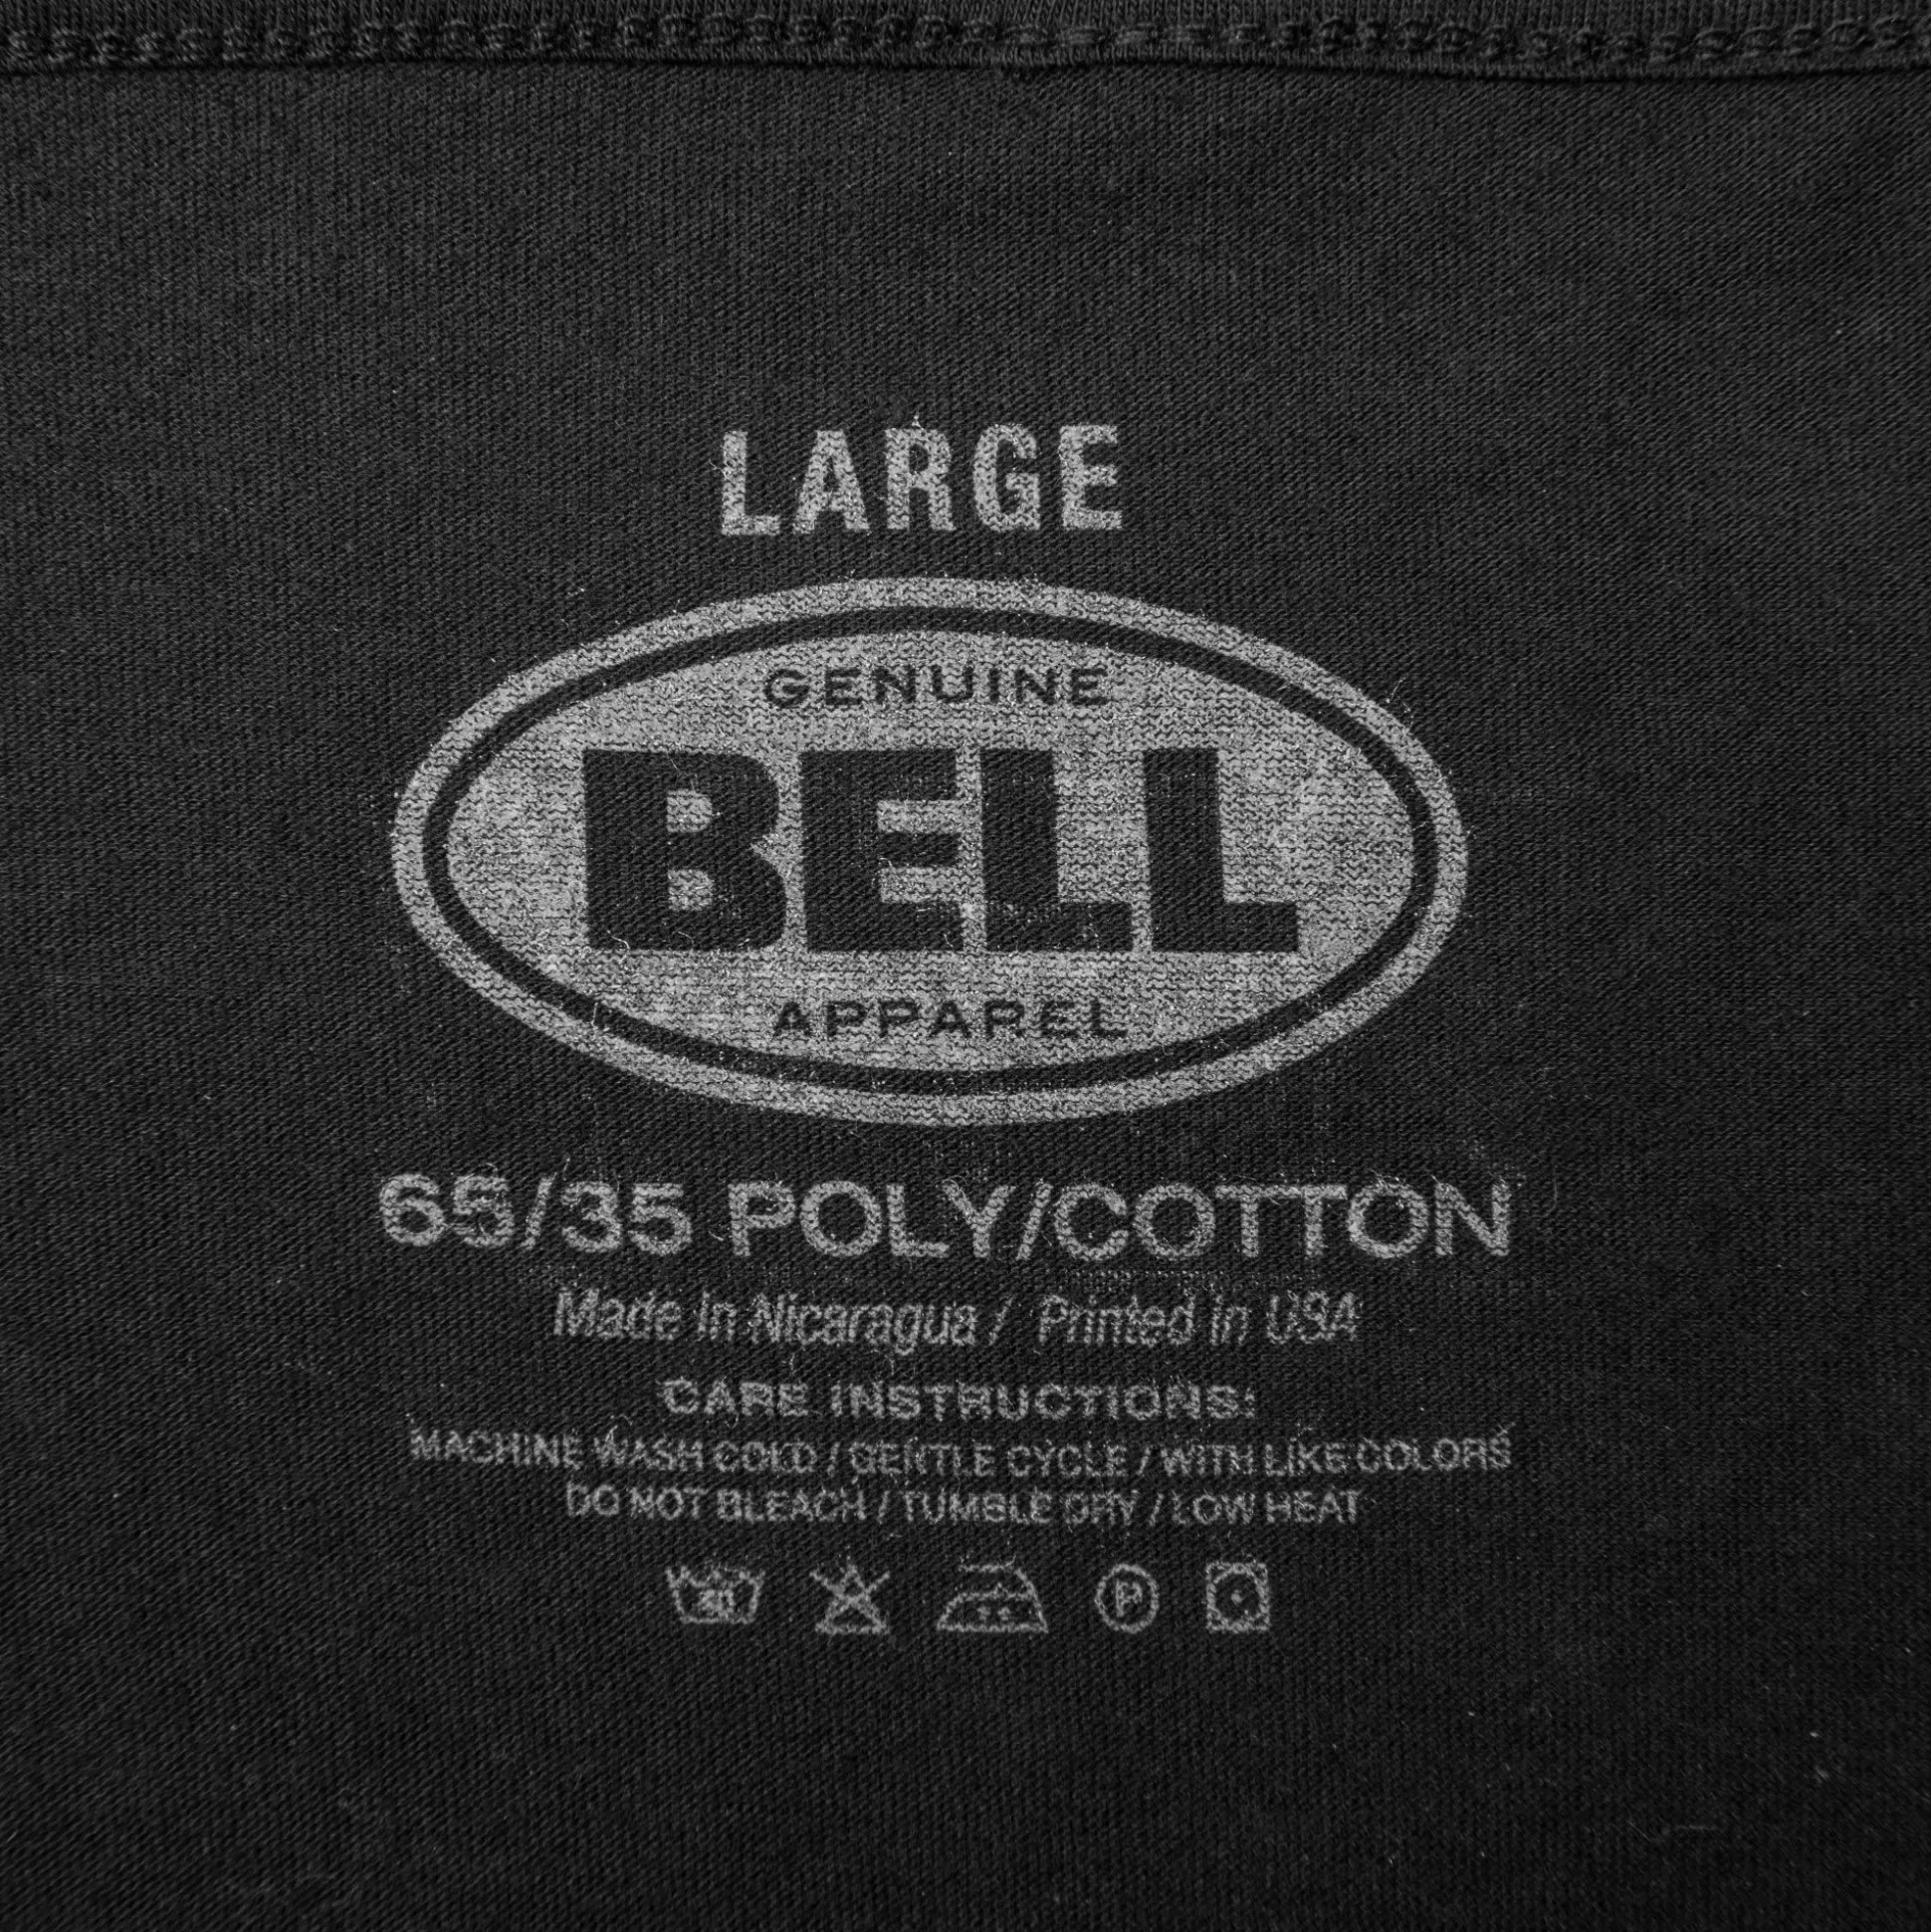 LARGE
GENUINE
BELL
APPAREL
65/35 POLY/COTTON
Made In Nicaragua / Printed in USA
CARE INSTRUCTIONS:
MACHINE WASH COLD / GENTLE CYCLE / WITH LIKE COLORS
DO NOT BLEACH / TUMBLE DRY / LOW HEAT
P